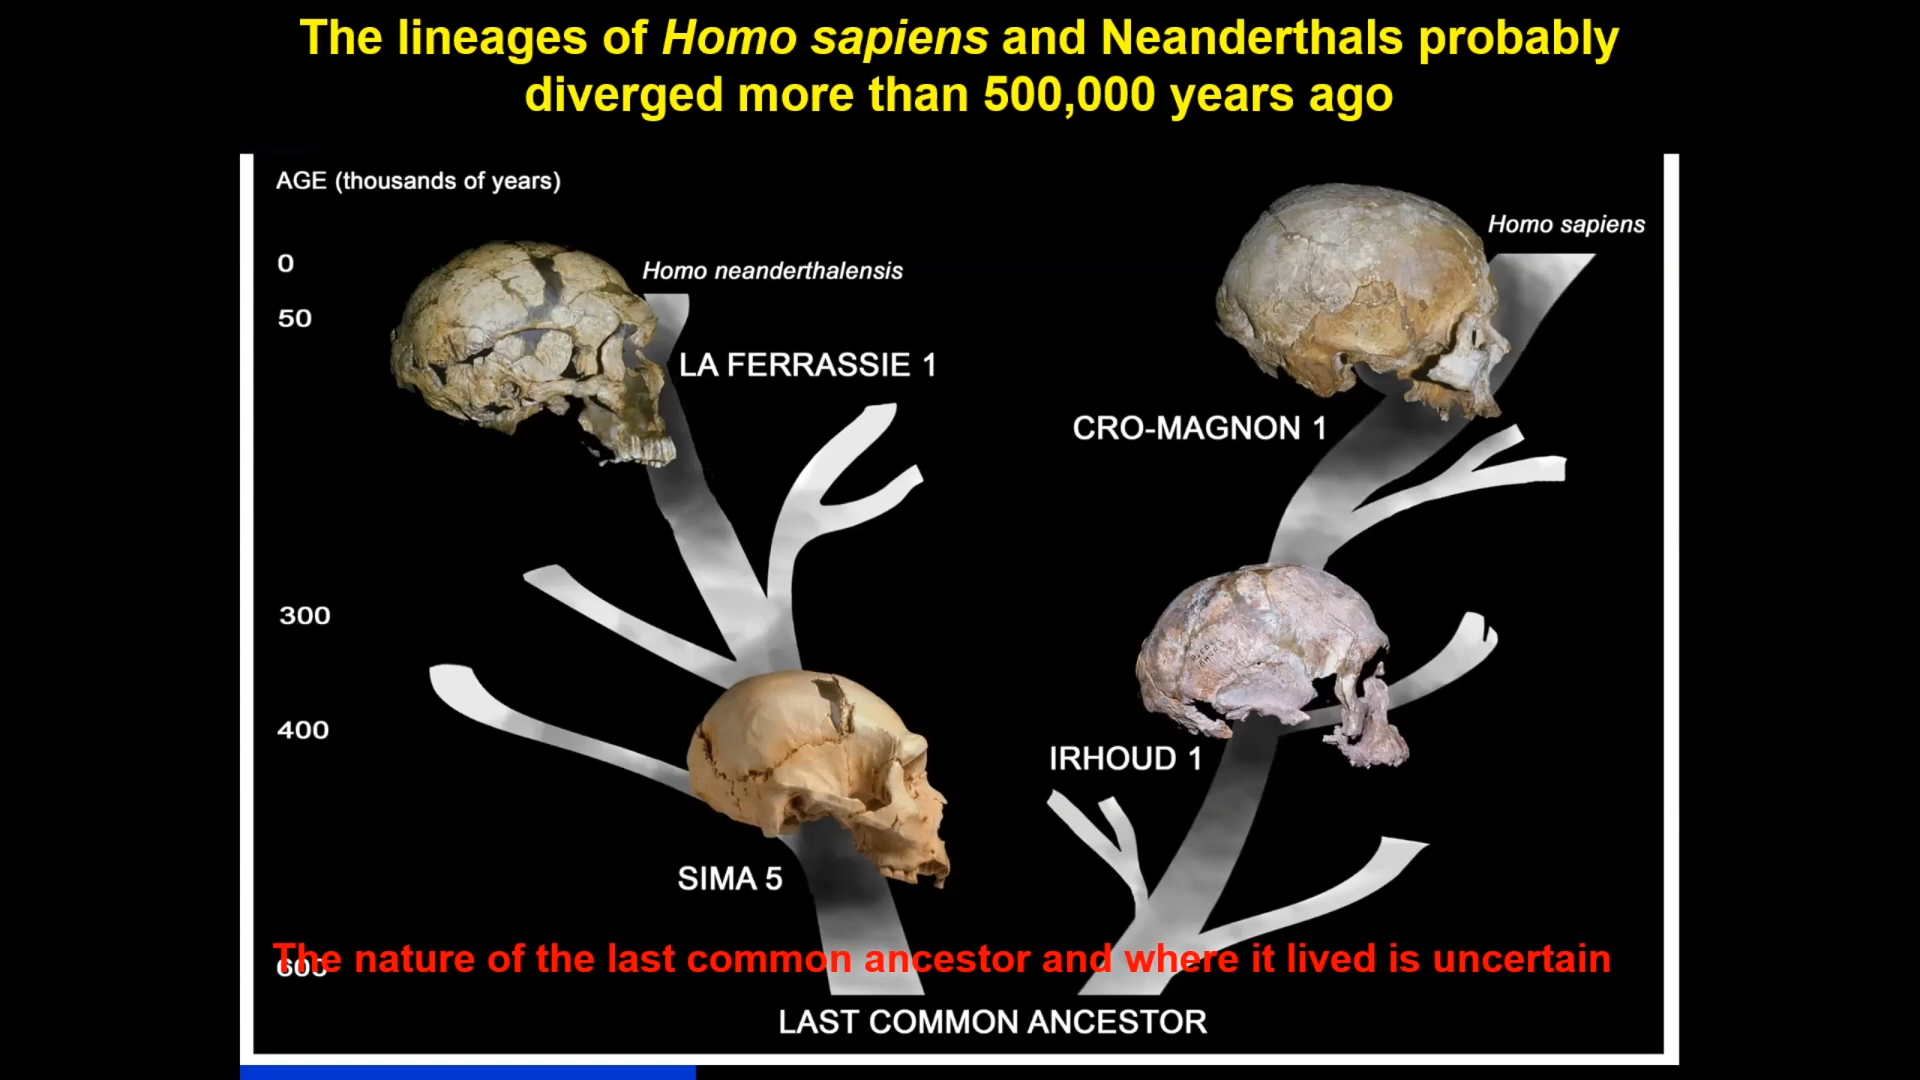 The lineages of Homo sapiens and Neanderthals probably
diverged more than 500,000 years ago
AGE (thousands of years)
Homo sapiens
0
Homo neanderthalensis
50
LA FERRASSIE 1
CRO-MAGNON 1
300
400
IRHOUD 1
SIMA 5
The nature of the last common ancestor and where it lived is uncertain
600
LAST COMMON ANCESTOR